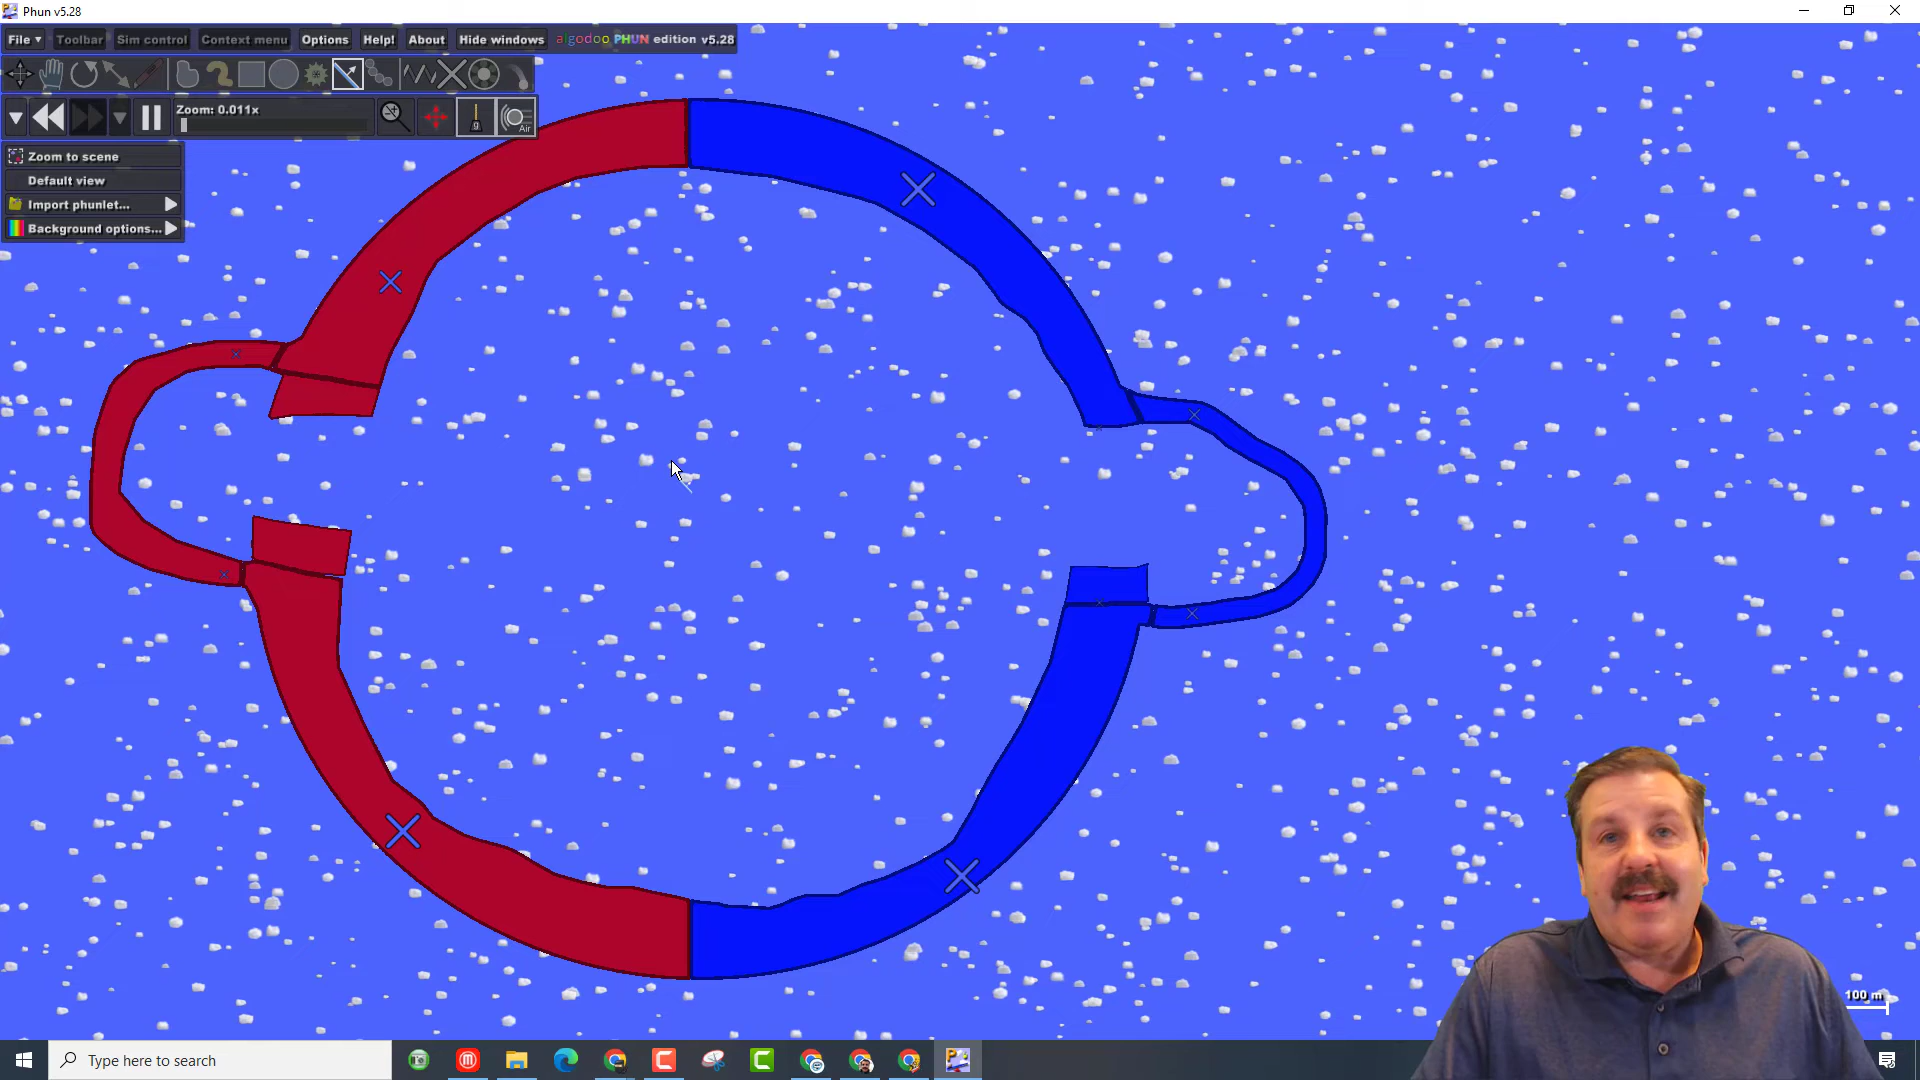 Phun v5.28
File Toolbar Sim control Context menu Options Help! About Hide windows algodoo PHUN edition v5.28
Zoom: 0.011x
g
Air
Zoom to scene
Default view
Import phunlet...
Background options...
100 m
Type here to search